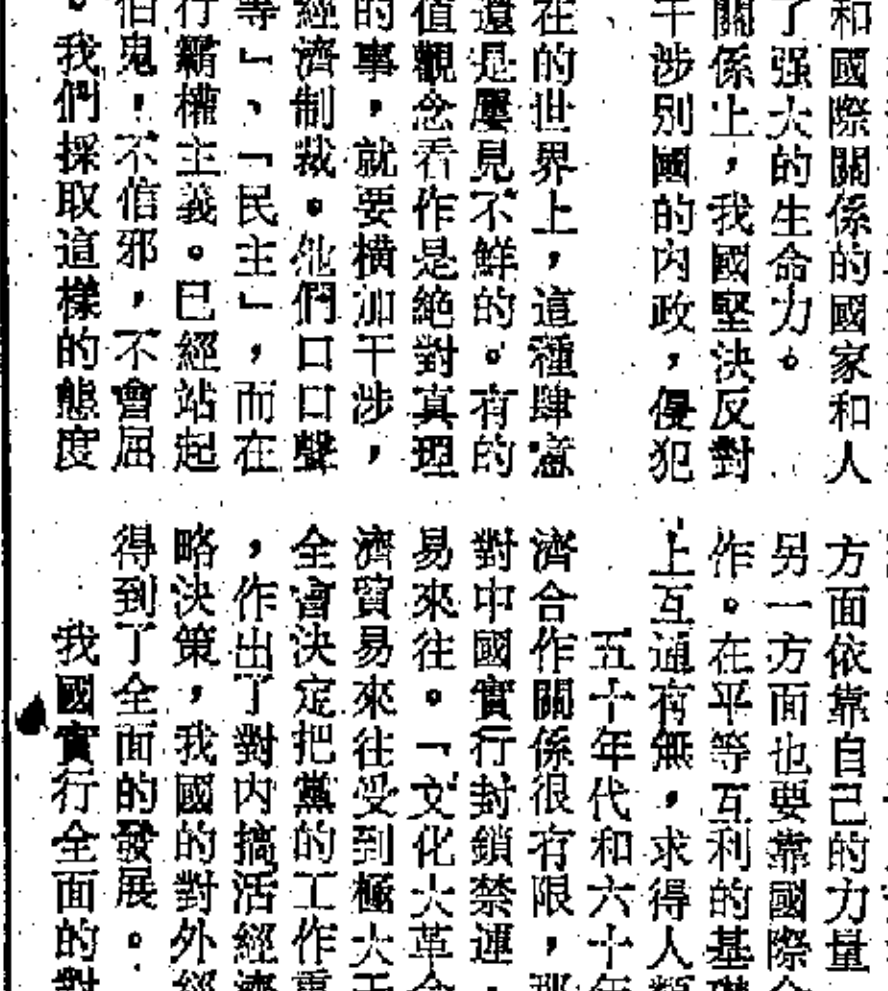 和國際關係的國家和人
了强大的生命力。
關係上，我國堅決反對
干涉別國的內政，侵犯
在的世界上，這種肆意
還是屢見不鮮的。有的
值觀念看作是絶對真理
的事，就要橫加干涉，
經濟制裁。他們口口聲
等」、「民主」，而在
行霸權主義。已經站起
怕鬼！不信邪，不會屈
。我們採取這樣的態度
方面依靠自己的力量
另一方面也要靠國際合
作。在平等互利的基礎
上互通有無，求得人類
五十年代和六十年
濟合作關係很有限，那
對中國實行封鎖禁運，
易來往。「文化大革命
濟貿易來往受到極大干
全會決定把黨的工作重
，作出了對內搞活經濟
略決策，我國的對外經
得到了全面的發展。
我國實行全面的對